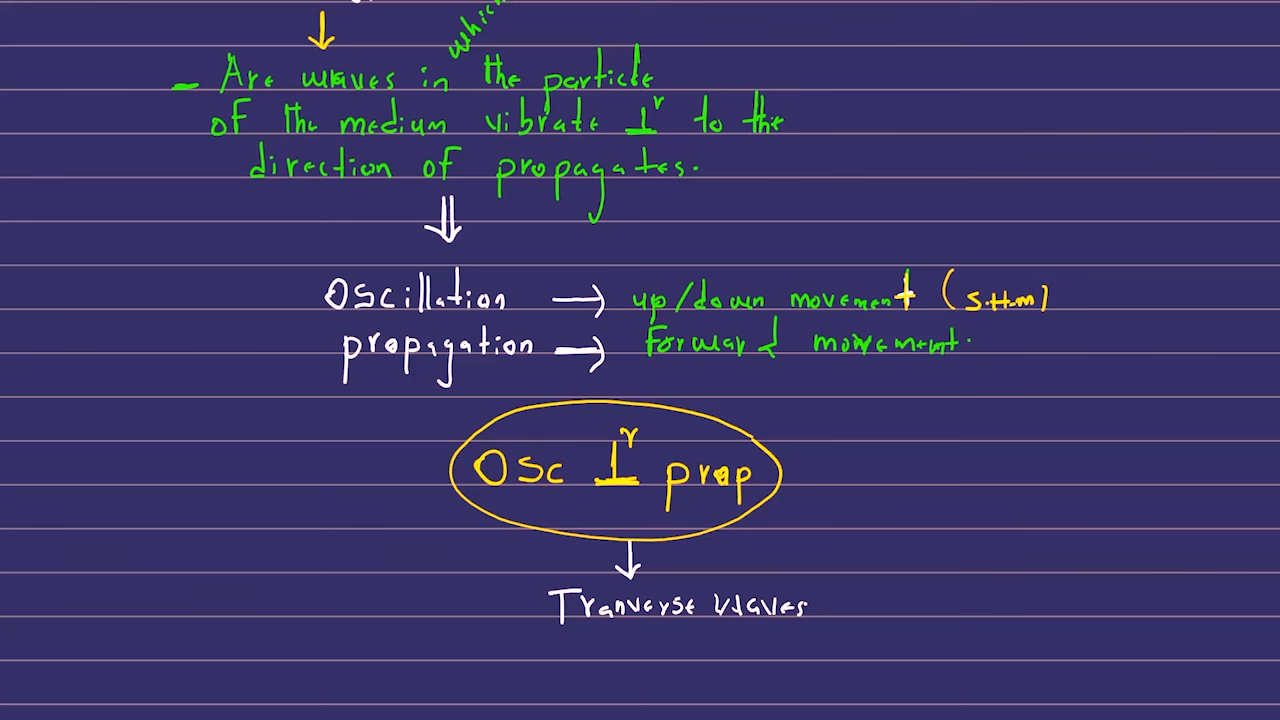 which
- Are waves in the particle
of the medium vibrate ⊥r to the
direction of propagates.
Oscillation → up/down movement (S.H.m)
propagation → forward movement.
Osc ⊥r prop
Tranverse waves